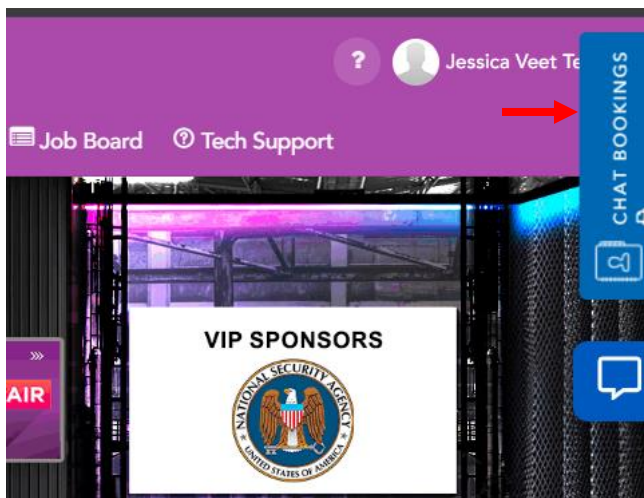 ?
Jessica Veet Te
CHAT BOOKINGS
Job Board
? Tech Support
VIP SPONSORS
NATIONAL SECURITY AGENCY
UNITED STATES OF AMERICA
»»
AIR